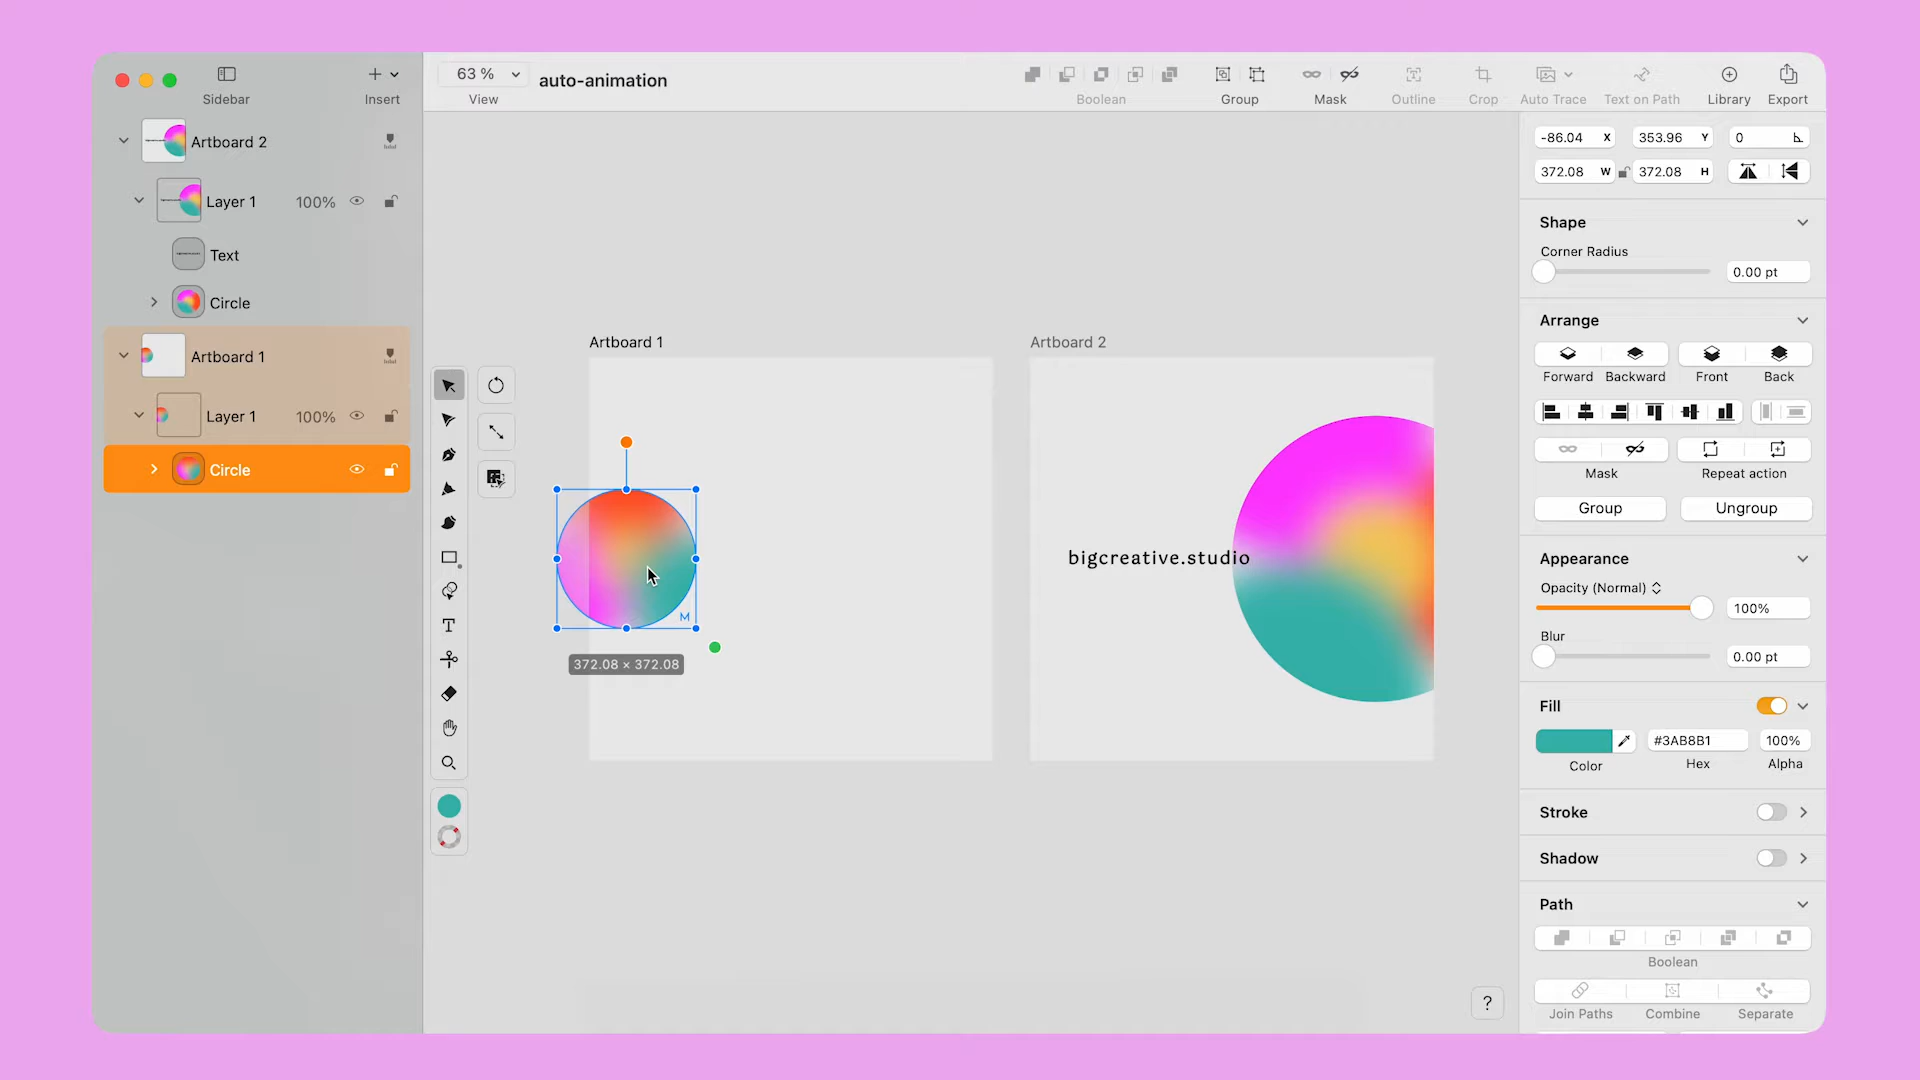 Sidebar
Insert
63 %
View
auto-animation
Boolean
Group
Mask
Outline
Crop
Auto Trace
Text on Path
Library
Export
Artboard 2
Layer 1 100%
Text
Circle
Artboard 1
Layer 1 100%
Circle
Artboard 1
Artboard 2
M
372.08 × 372.08
bigcreative.studio
T
?
-86.04 X 353.96 Y 0
372.08 W 372.08 H
Shape
Corner Radius
0.00 pt
Arrange
Forward Backward Front Back
Mask Repeat action
Group Ungroup
Appearance
Opacity (Normal)
100%
Blur
0.00 pt
Fill
#3AB8B1 100%
Color Hex Alpha
Stroke
Shadow
Path
Boolean
Join Paths Combine Separate